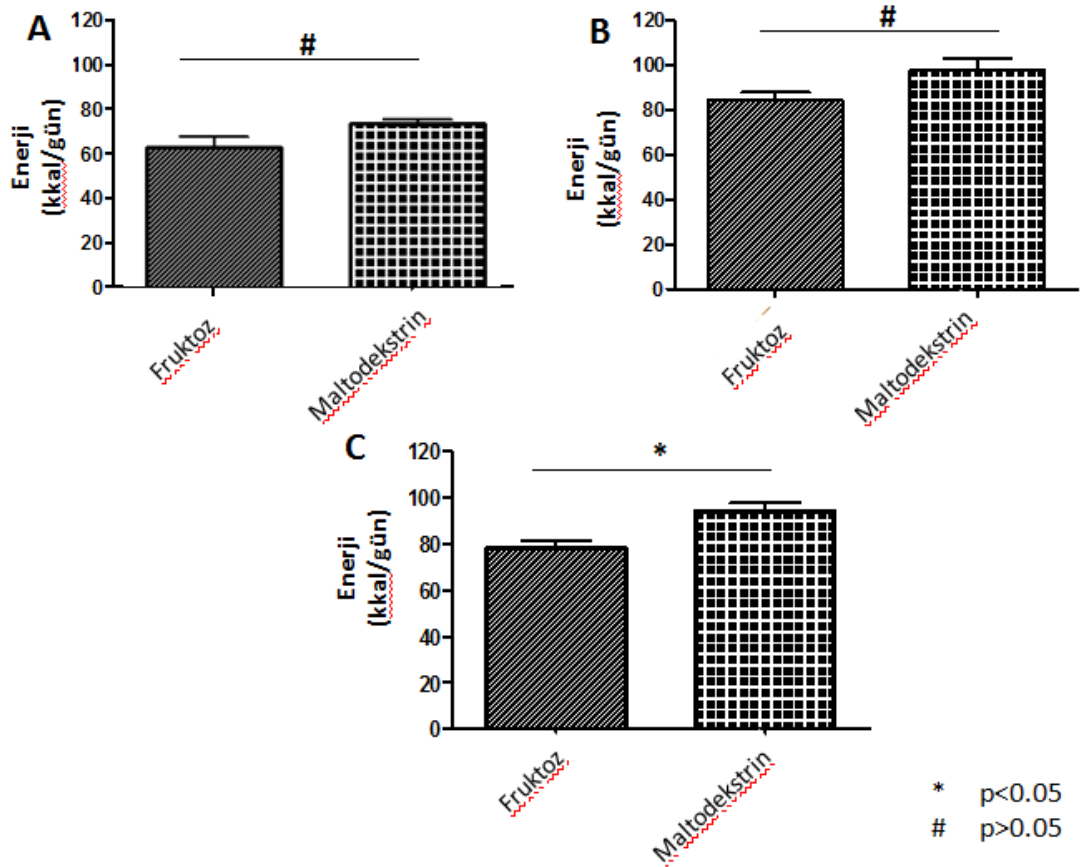 A
#
120
100
80
60
40
20
0
Enerji
(kkal/gün)
Fruktoz
Maltodekstrin
B
#
120
100
80
60
40
20
0
Enerji
(kkal/gün)
Fruktoz
Maltodekstrin
C
*
120
100
80
60
40
20
0
Enerji
(kkal/gün)
Fruktoz
Maltodekstrin
* p<0.05
# p>0.05